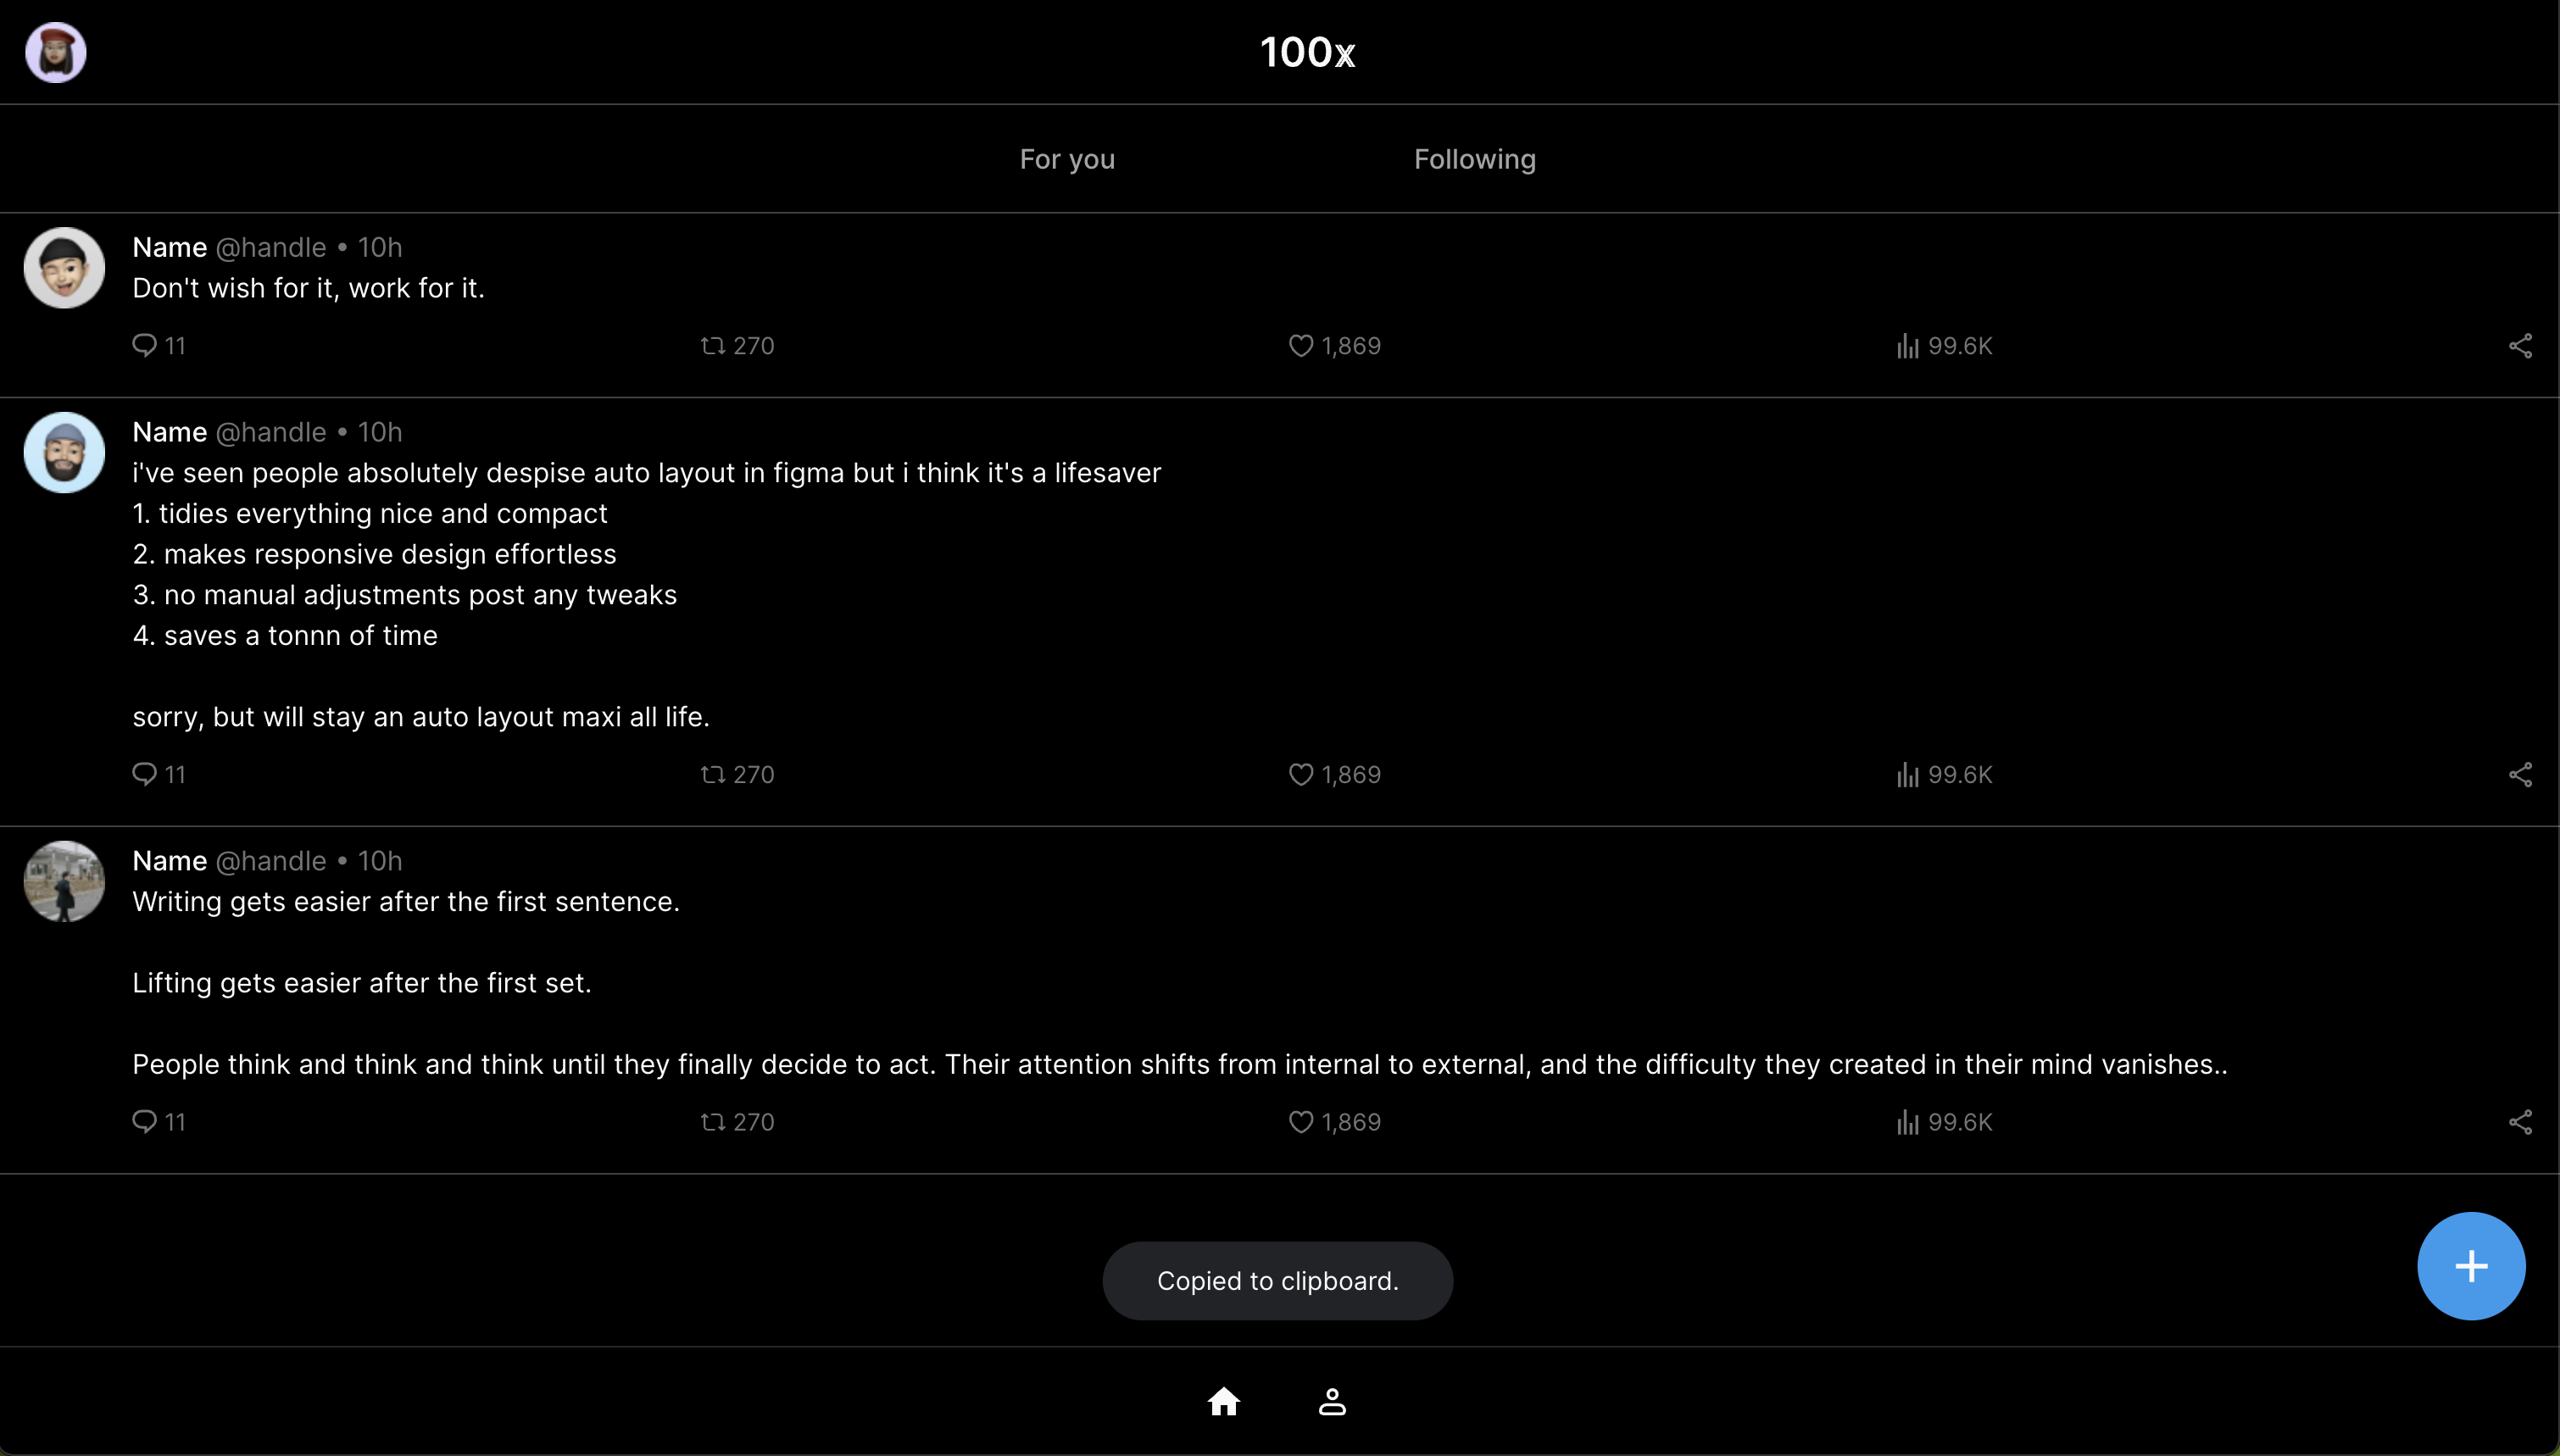 100x
For you
Following
Name @handle • 10h
Don't wish for it, work for it.
11 270 1,869 99.6K
Name @handle • 10h
i've seen people absolutely despise auto layout in figma but i think it's a lifesaver
1. tidies everything nice and compact
2. makes responsive design effortless
3. no manual adjustments post any tweaks
4. saves a tonnn of time
sorry, but will stay an auto layout maxi all life.
11 270 1,869 99.6K
Name @handle • 10h
Writing gets easier after the first sentence.
Lifting gets easier after the first set.
People think and think and think until they finally decide to act. Their attention shifts from internal to external, and the difficulty they created in their mind vanishes..
11 270 1,869 99.6K
Copied to clipboard.